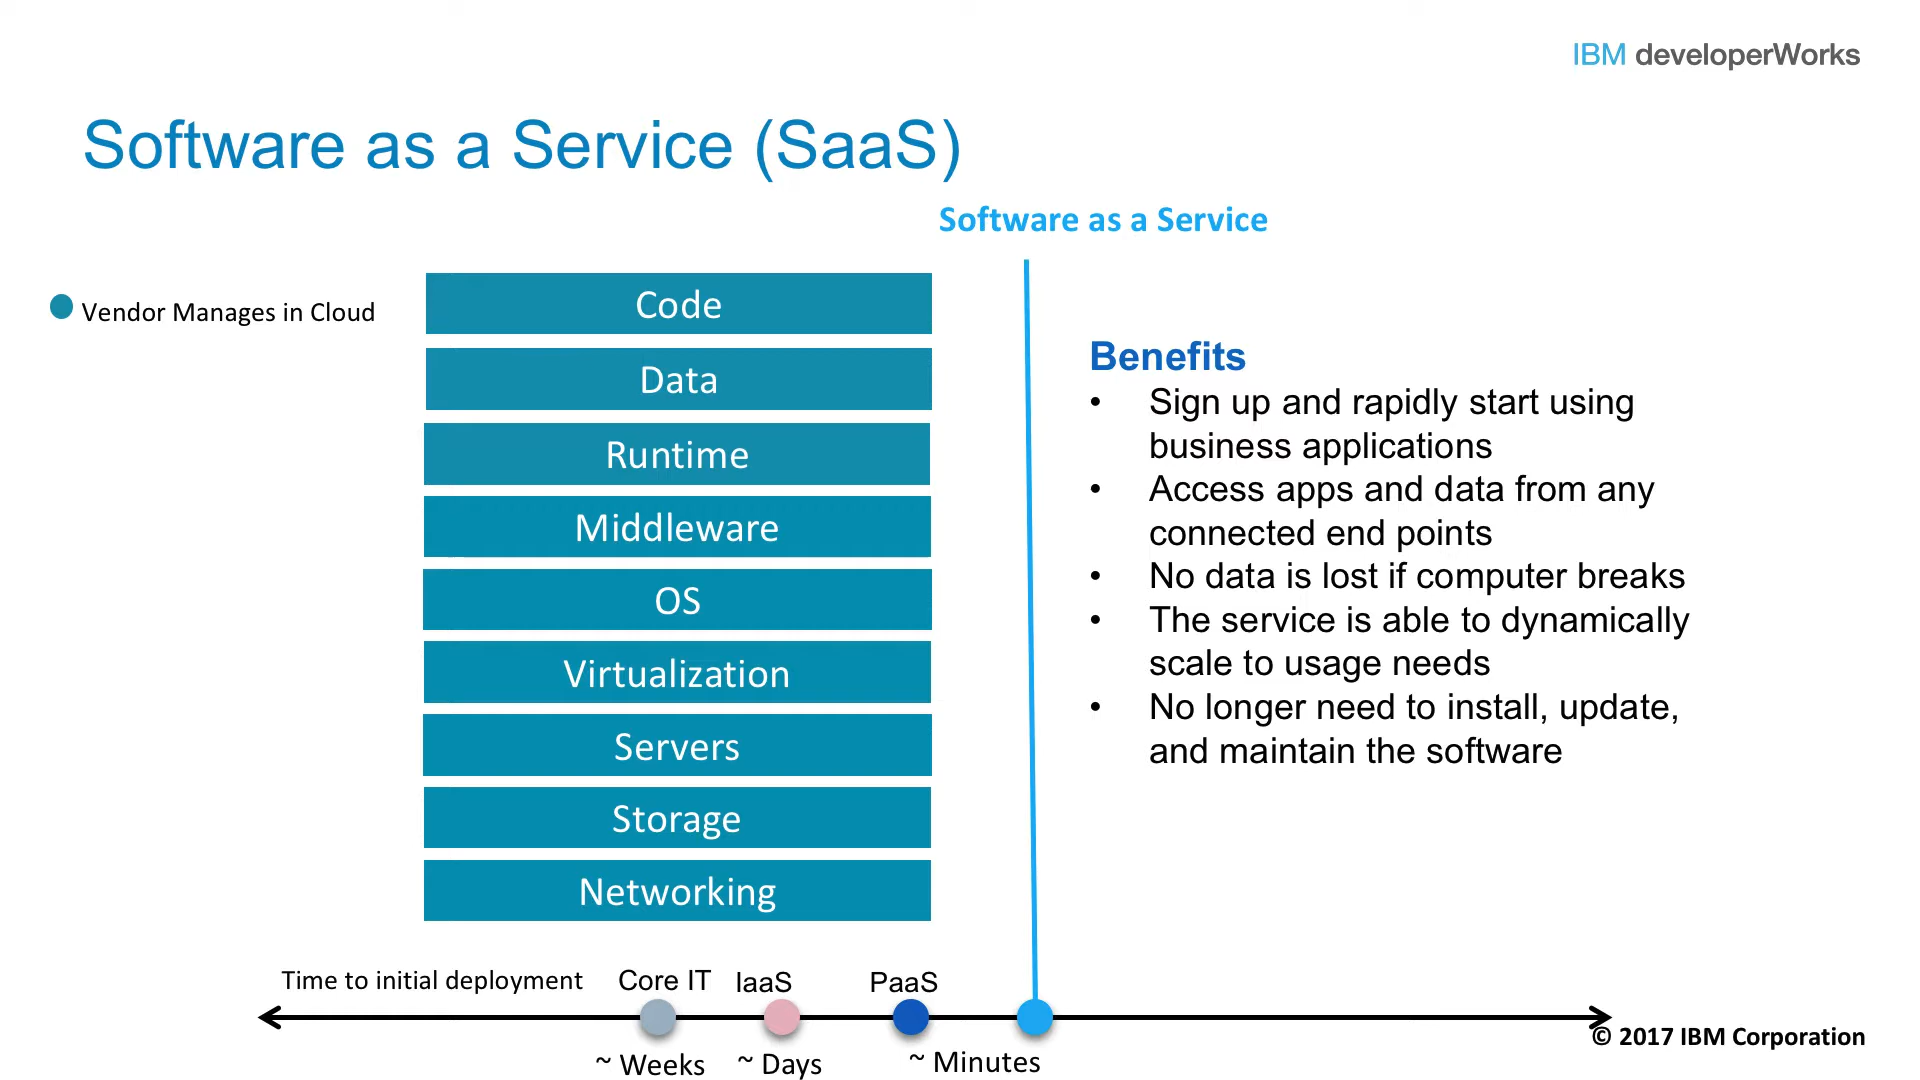 IBM developerWorks
Software as a Service (SaaS)
Software as a Service
Vendor Manages in Cloud
Code
Data
Runtime
Middleware
OS
Virtualization
Servers
Storage
Networking
Benefits
• Sign up and rapidly start using
business applications
• Access apps and data from any
connected end points
• No data is lost if computer breaks
• The service is able to dynamically
scale to usage needs
• No longer need to install, update,
and maintain the software
Time to initial deployment
Core IT
IaaS
PaaS
~ Weeks
~ Days
~ Minutes
© 2017 IBM Corporation